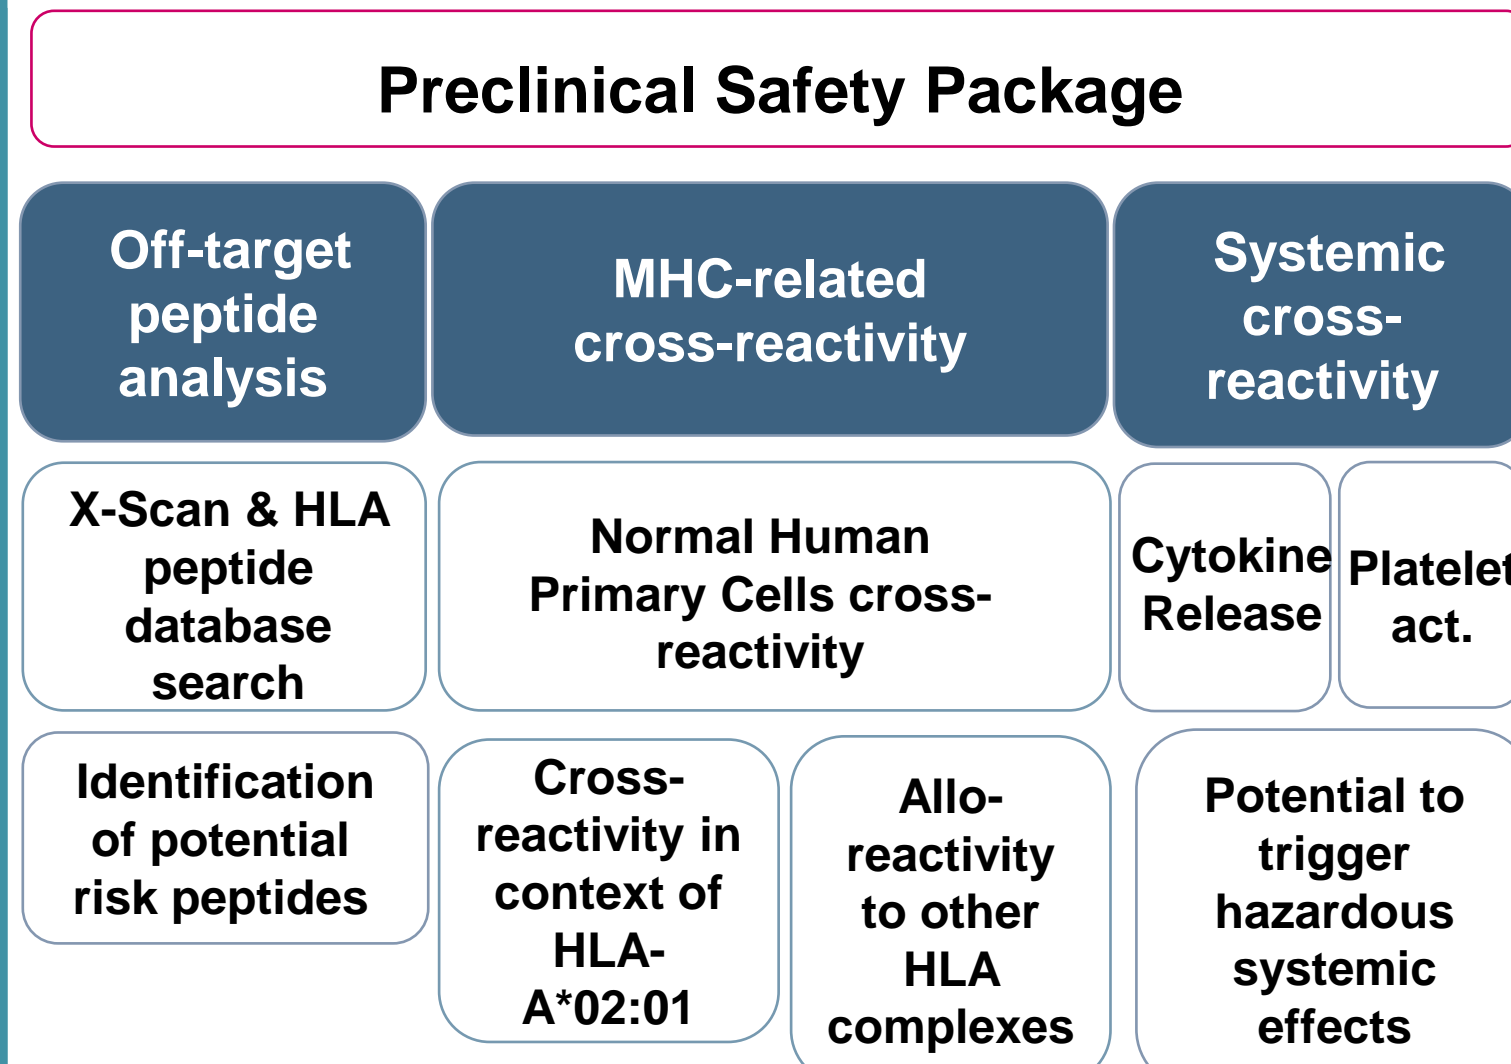 Preclinical Safety Package
Off-target
peptide
analysis
MHC-related
cross-reactivity
Systemic
cross-
reactivity
X-Scan & HLA
peptide
database
search
Normal Human
Primary Cells cross-
reactivity
Cytokine
Release
Platelet
act.
Identification
of potential
risk peptides
Cross-
reactivity in
context of
HLA-
A*02:01
Allo-
reactivity
to other
HLA
complexes
Potential to
trigger
hazardous
systemic
effects